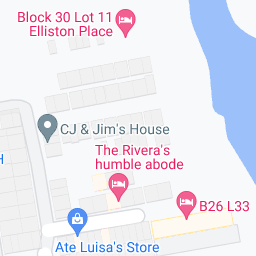 Block 30 Lot 11
Elliston Place
CJ & Jim's House
The Rivera's
humble abode
B26 L33
Ate Luisa's Store